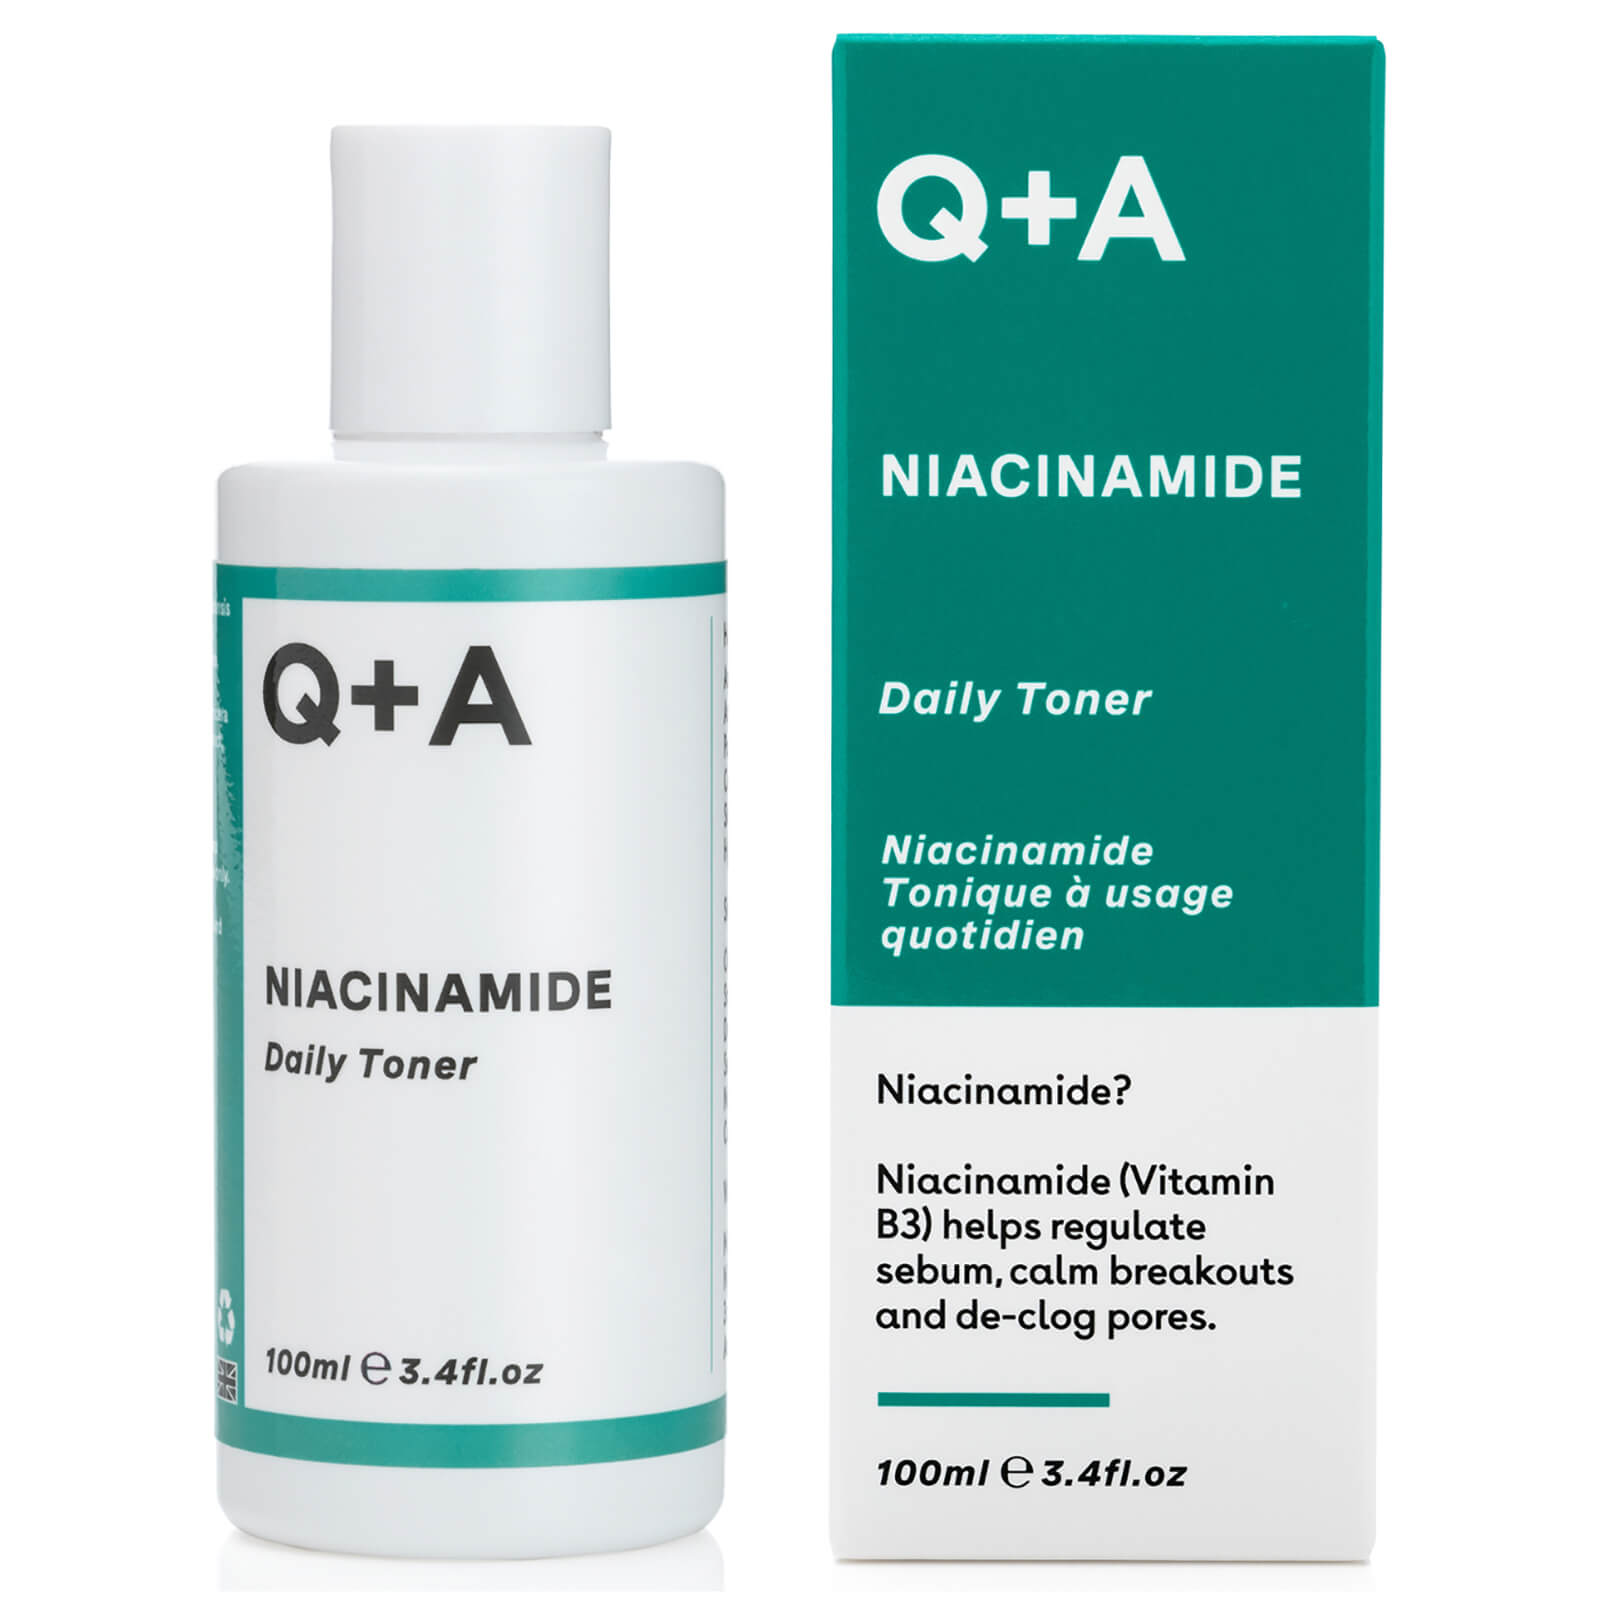 Q+A
NIACINAMIDE
Daily Toner
100ml ℮ 3.4fl.oz
Q+A
NIACINAMIDE
Daily Toner
Niacinamide
Tonique à usage
quotidien
Niacinamide?
Niacinamide (Vitamin
B3) helps regulate
sebum, calm breakouts
and de-clog pores.
100ml ℮ 3.4fl.oz